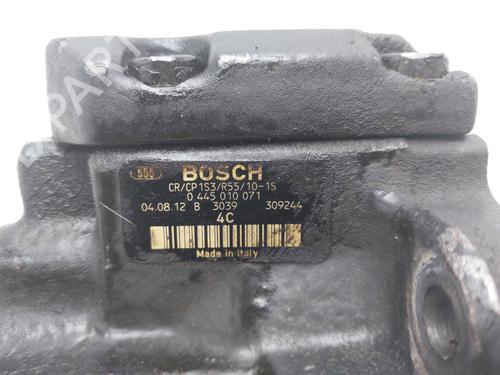 BOSCH
CR/CP1S3/R55/10-1S
0 445 010 071
04.08.12 B 3039 309244
4C
Made in Italy